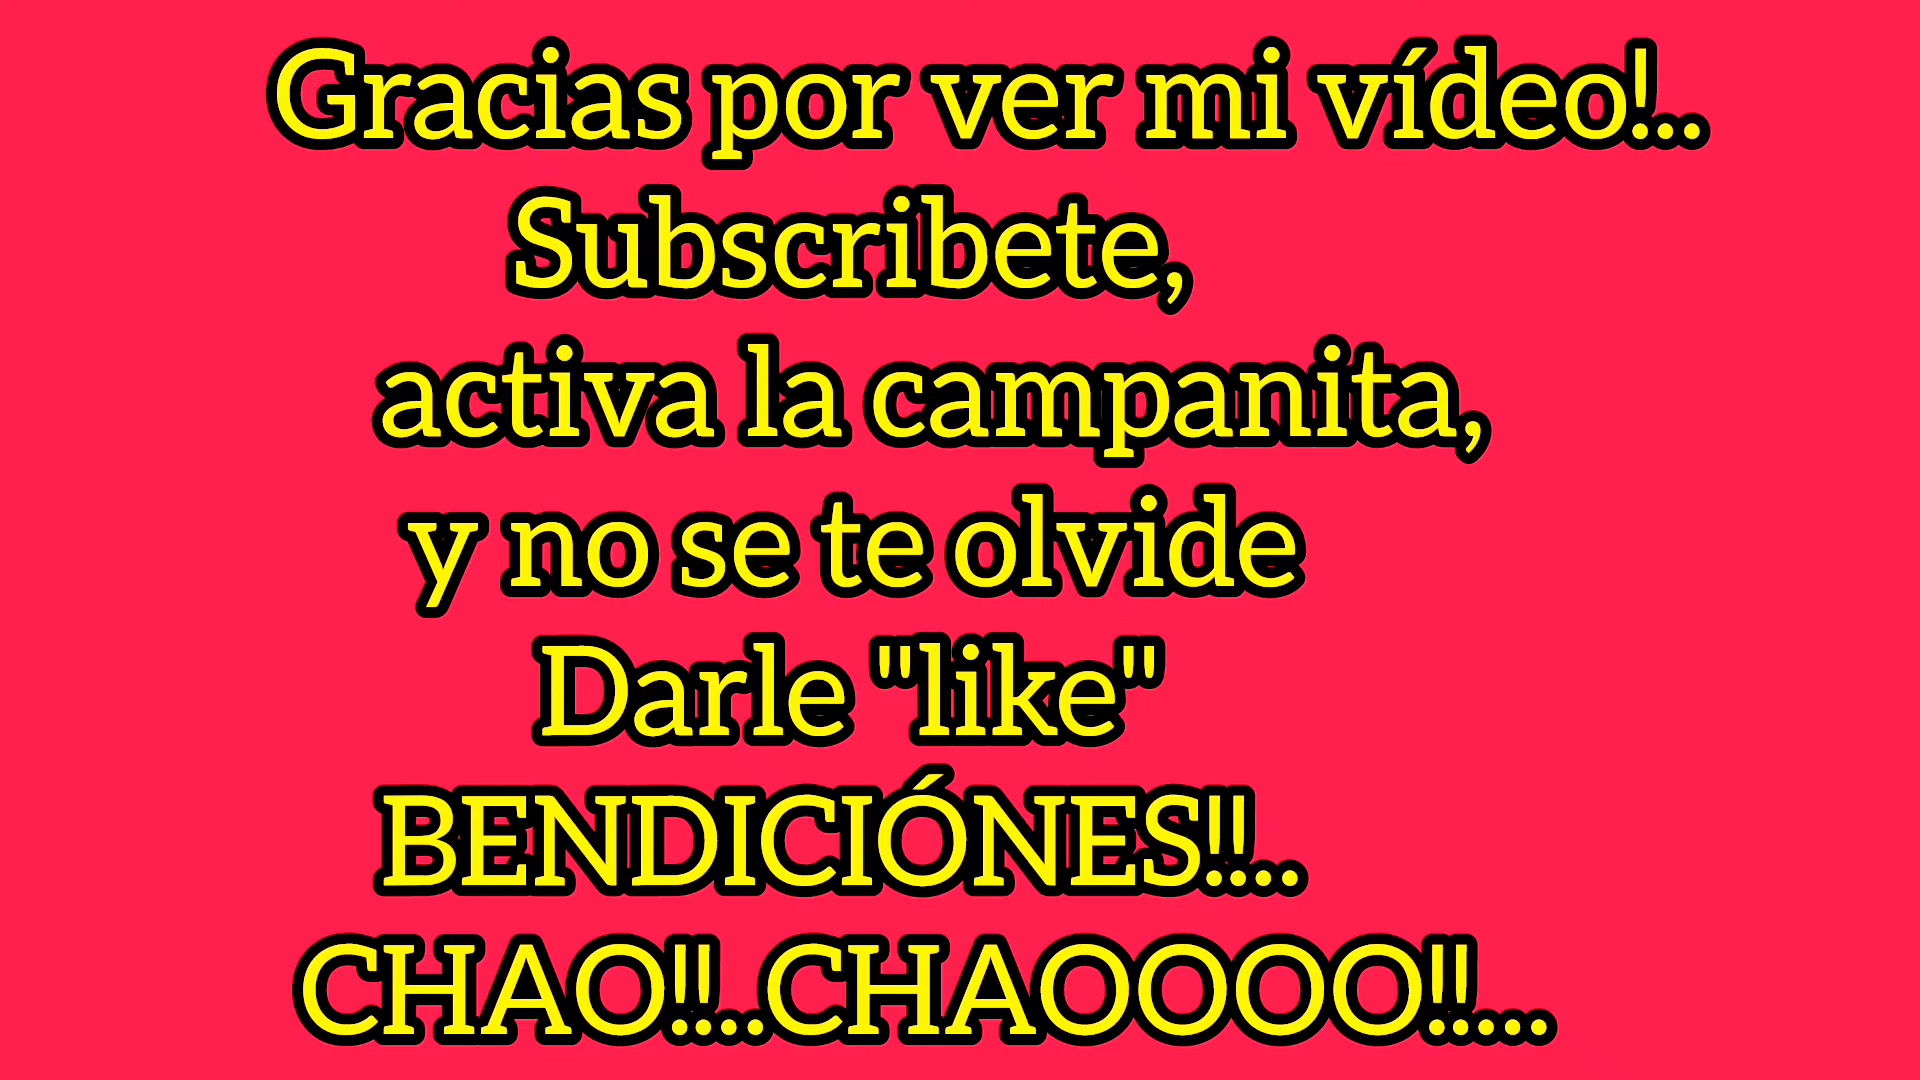 Gracias por ver mi vídeo!..
Subscribete,
activa la campanita,
y no se te olvide
Darle "like"
BENDICIÓNES!!..
CHAO!!..CHAOOOO!!...